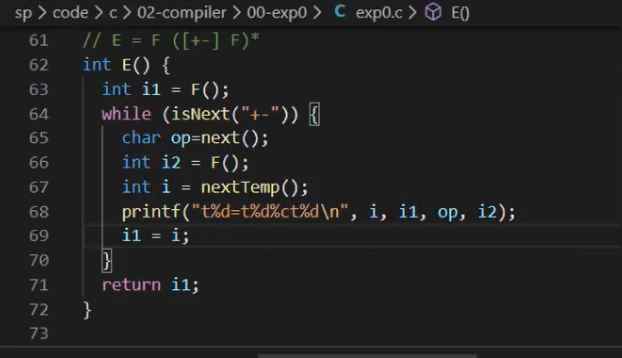 sp > code > c > 02-compiler > 00-exp0 > C exp0.c > E()
61 // E = F ([+-] F)*
62 int E() {
63   int i1 = F();
64   while (isNext("+-")) {
65     char op=next();
66     int i2 = F();
67     int i = nextTemp();
68     printf("t%d=t%d%ct%d\n", i, i1, op, i2);
69     i1 = i;
70   }
71   return i1;
72 }
73